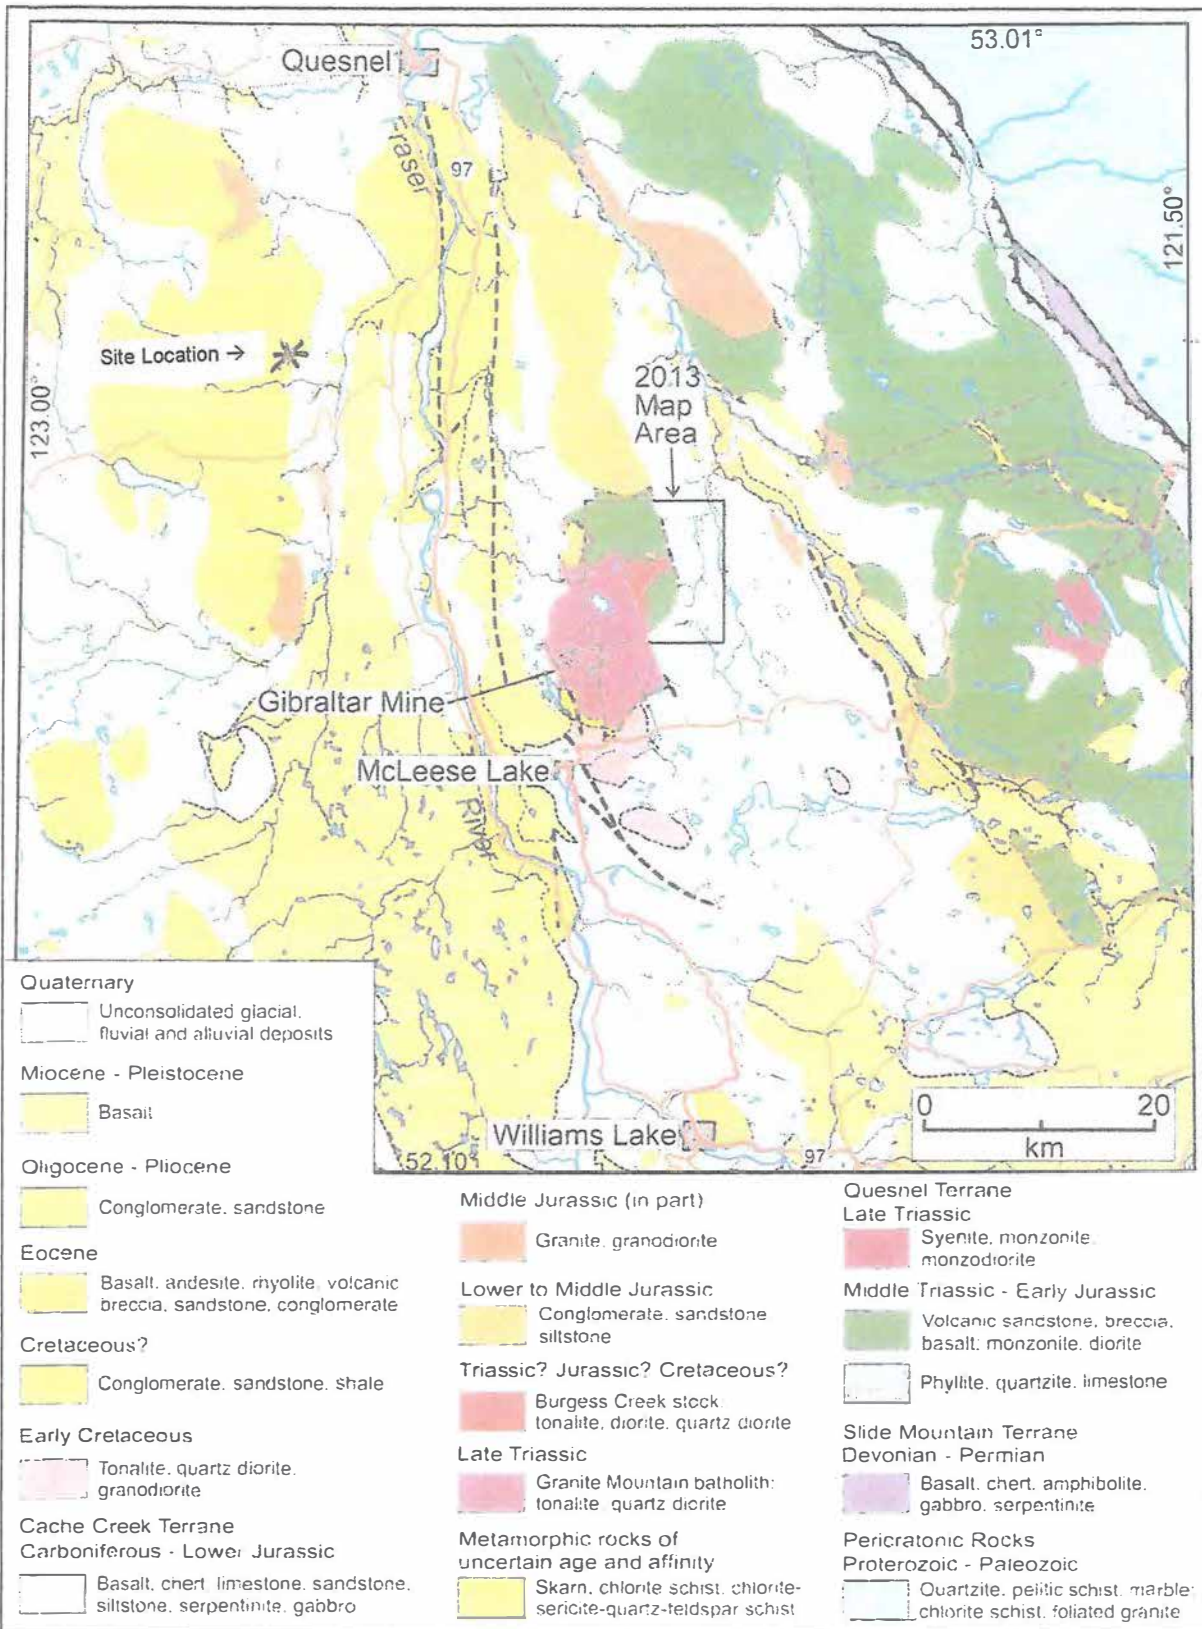 53.01°
Quesnel
Fraser
97
121.50°
Site Location →
2013
Map
Area
123.00°
Gibraltar Mine
McLeese Lake
River
0 20
km
Williams Lake
52.10°
97
Quaternary
Unconsolidated glacial,
fluvial and alluvial deposits
Miocene - Pleistocene
Basalt
Oligocene - Pliocene
Conglomerate, sandstone
Eocene
Basalt, andesite, rhyolite, volcanic
breccia, sandstone, conglomerate
Cretaceous?
Conglomerate, sandstone, shale
Early Cretaceous
Tonalite, quartz diorite,
granodiorite
Cache Creek Terrane
Carboniferous - Lower Jurassic
Basalt, chert, limestone, sandstone,
siltstone, serpentinite, gabbro
Middle Jurassic (in part)
Granite, granodiorite
Lower to Middle Jurassic
Conglomerate, sandstone
siltstone
Triassic? Jurassic? Cretaceous?
Burgess Creek stock:
tonalite, diorite, quartz diorite
Late Triassic
Granite Mountain batholith:
tonalite, quartz diorite
Metamorphic rocks of
uncertain age and affinity
Skarn, chlorite schist, chlorite-
sericite-quartz-feldspar schist
Quesnel Terrane
Late Triassic
Syenite, monzonite,
monzodiorite
Middle Triassic - Early Jurassic
Volcanic sandstone, breccia,
basalt; monzonite, diorite
Phyllite, quartzite, limestone
Slide Mountain Terrane
Devonian - Permian
Basalt, chert, amphibolite,
gabbro, serpentinite
Pericratonic Rocks
Proterozoic - Paleozoic
Quartzite, pelitic schist, marble;
chlorite schist, foliated granite